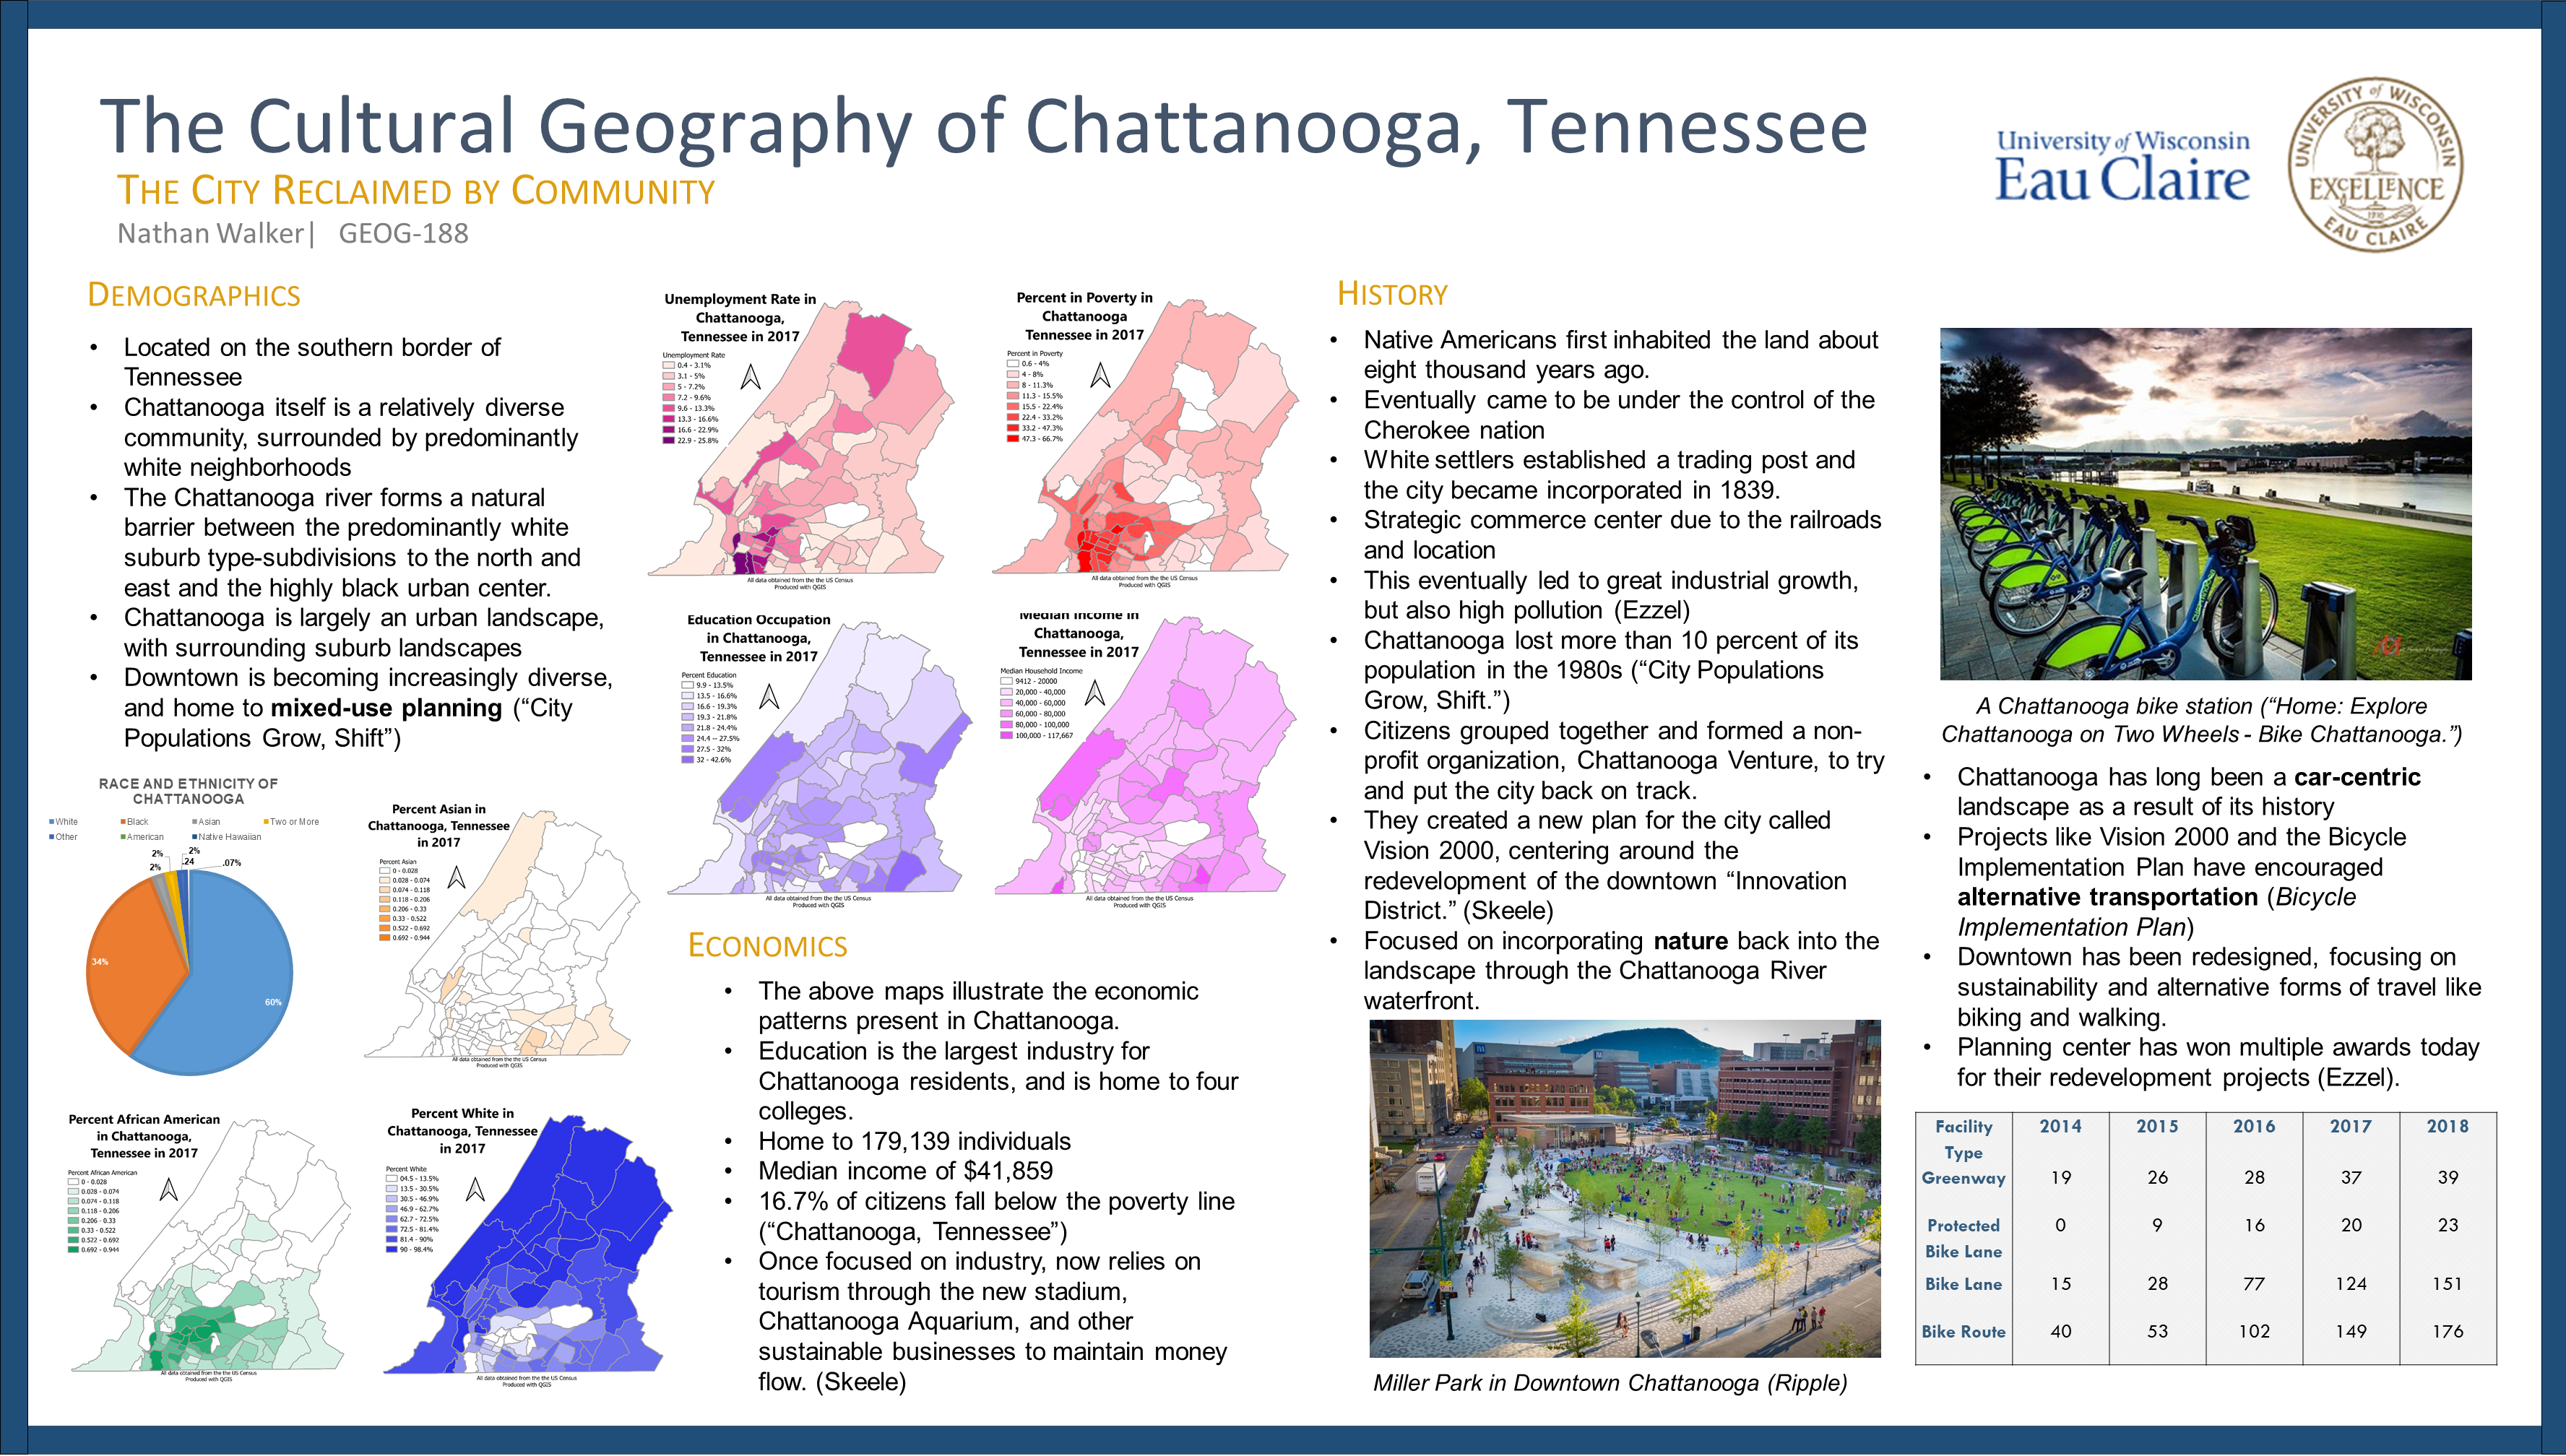 The Cultural Geography of Chattanooga, Tennessee
THE CITY RECLAIMED BY COMMUNITY
Nathan Walker| GEOG-188
University of Wisconsin
Eau Claire
UNIVERSITY of WISCONSIN
EXCELLENCE
1916
EAU CLAIRE
DEMOGRAPHICS
• Located on the southern border of
Tennessee
• Chattanooga itself is a relatively diverse
community, surrounded by predominantly
white neighborhoods
• The Chattanooga river forms a natural
barrier between the predominantly white
suburb type-subdivisions to the north and
east and the highly black urban center.
• Chattanooga is largely an urban landscape,
with surrounding suburb landscapes
• Downtown is becoming increasingly diverse,
and home to mixed-use planning (“City
Populations Grow, Shift”)
RACE AND ETHNICITY OF
CHATTANOOGA
White Black Asian Two or More
Other American Native Hawaiian
2% 2%
2% .24 .07%
34%
60%
Percent Asian in
Chattanooga, Tennessee
in 2017
Percent Asian
0 - 0.028
0.028 - 0.074
0.074 - 0.118
0.118 - 0.206
0.206 - 0.33
0.33 - 0.522
0.522 - 0.692
0.692 - 0.944
All data obtained from the the US Census
Produced with QGIS
Percent African American
in Chattanooga,
Tennessee in 2017
Percent African American
0 - 0.028
0.028 - 0.074
0.074 - 0.118
0.118 - 0.206
0.206 - 0.33
0.33 - 0.522
0.522 - 0.692
0.692 - 0.944
All data obtained from the the US Census
Produced with QGIS
Percent White in
Chattanooga, Tennessee
in 2017
Percent White
04.5 - 13.5%
13.5 - 30.5%
30.5 - 46.9%
46.9 - 62.7%
62.7 - 72.5%
72.5 - 81.4%
81.4 - 90%
90 - 98.4%
All data obtained from the the US Census
Produced with QGIS
Unemployment Rate in
Chattanooga,
Tennessee in 2017
Unemployment Rate
0.4 - 3.1%
3.1 - 5%
5 - 7.2%
7.2 - 9.6%
9.6 - 13.3%
13.3 - 16.6%
16.6 - 22.9%
22.9 - 25.8%
All data obtained from the the US Census
Produced with QGIS
Percent in Poverty in
Chattanooga
Tennessee in 2017
Percent in Poverty
0.6 - 4%
4 - 8%
8 - 11.3%
11.3 - 15.5%
15.5 - 22.4%
22.4 - 33.2%
33.2 - 47.3%
47.3 - 66.7%
All data obtained from the the US Census
Produced with QGIS
Education Occupation
in Chattanooga,
Tennessee in 2017
Percent Education
9.9 - 13.5%
13.5 - 16.6%
16.6 - 19.3%
19.3 - 21.8%
21.8 - 24.4%
24.4 -- 27.5%
27.5 - 32%
32 - 42.6%
All data obtained from the the US Census
Produced with QGIS
Median Income in
Chattanooga,
Tennessee in 2017
Median Household Income
9412 - 20000
20,000 - 40,000
40,000 - 60,000
60,000 - 80,000
80,000 - 100,000
100,000 - 117,667
All data obtained from the the US Census
Produced with QGIS
ECONOMICS
• The above maps illustrate the economic
patterns present in Chattanooga.
• Education is the largest industry for
Chattanooga residents, and is home to four
colleges.
• Home to 179,139 individuals
• Median income of $41,859
• 16.7% of citizens fall below the poverty line
(“Chattanooga, Tennessee”)
• Once focused on industry, now relies on
tourism through the new stadium,
Chattanooga Aquarium, and other
sustainable businesses to maintain money
flow. (Skeele)
HISTORY
• Native Americans first inhabited the land about
eight thousand years ago.
• Eventually came to be under the control of the
Cherokee nation
• White settlers established a trading post and
the city became incorporated in 1839.
• Strategic commerce center due to the railroads
and location
• This eventually led to great industrial growth,
but also high pollution (Ezzel)
• Chattanooga lost more than 10 percent of its
population in the 1980s (“City Populations
Grow, Shift.”)
• Citizens grouped together and formed a non-
profit organization, Chattanooga Venture, to try
and put the city back on track.
• They created a new plan for the city called
Vision 2000, centering around the
redevelopment of the downtown “Innovation
District.” (Skeele)
• Focused on incorporating nature back into the
landscape through the Chattanooga River
waterfront.
Miller Park in Downtown Chattanooga (Ripple)
A Chattanooga bike station (“Home: Explore
Chattanooga on Two Wheels - Bike Chattanooga.”)
• Chattanooga has long been a car-centric
landscape as a result of its history
• Projects like Vision 2000 and the Bicycle
Implementation Plan have encouraged
alternative transportation (Bicycle
Implementation Plan)
• Downtown has been redesigned, focusing on
sustainability and alternative forms of travel like
biking and walking.
• Planning center has won multiple awards today
for their redevelopment projects (Ezzel).
Facility Type 2014 2015 2016 2017 2018
Greenway 19 26 28 37 39
Protected Bike Lane 0 9 16 20 23
Bike Lane 15 28 77 124 151
Bike Route 40 53 102 149 176